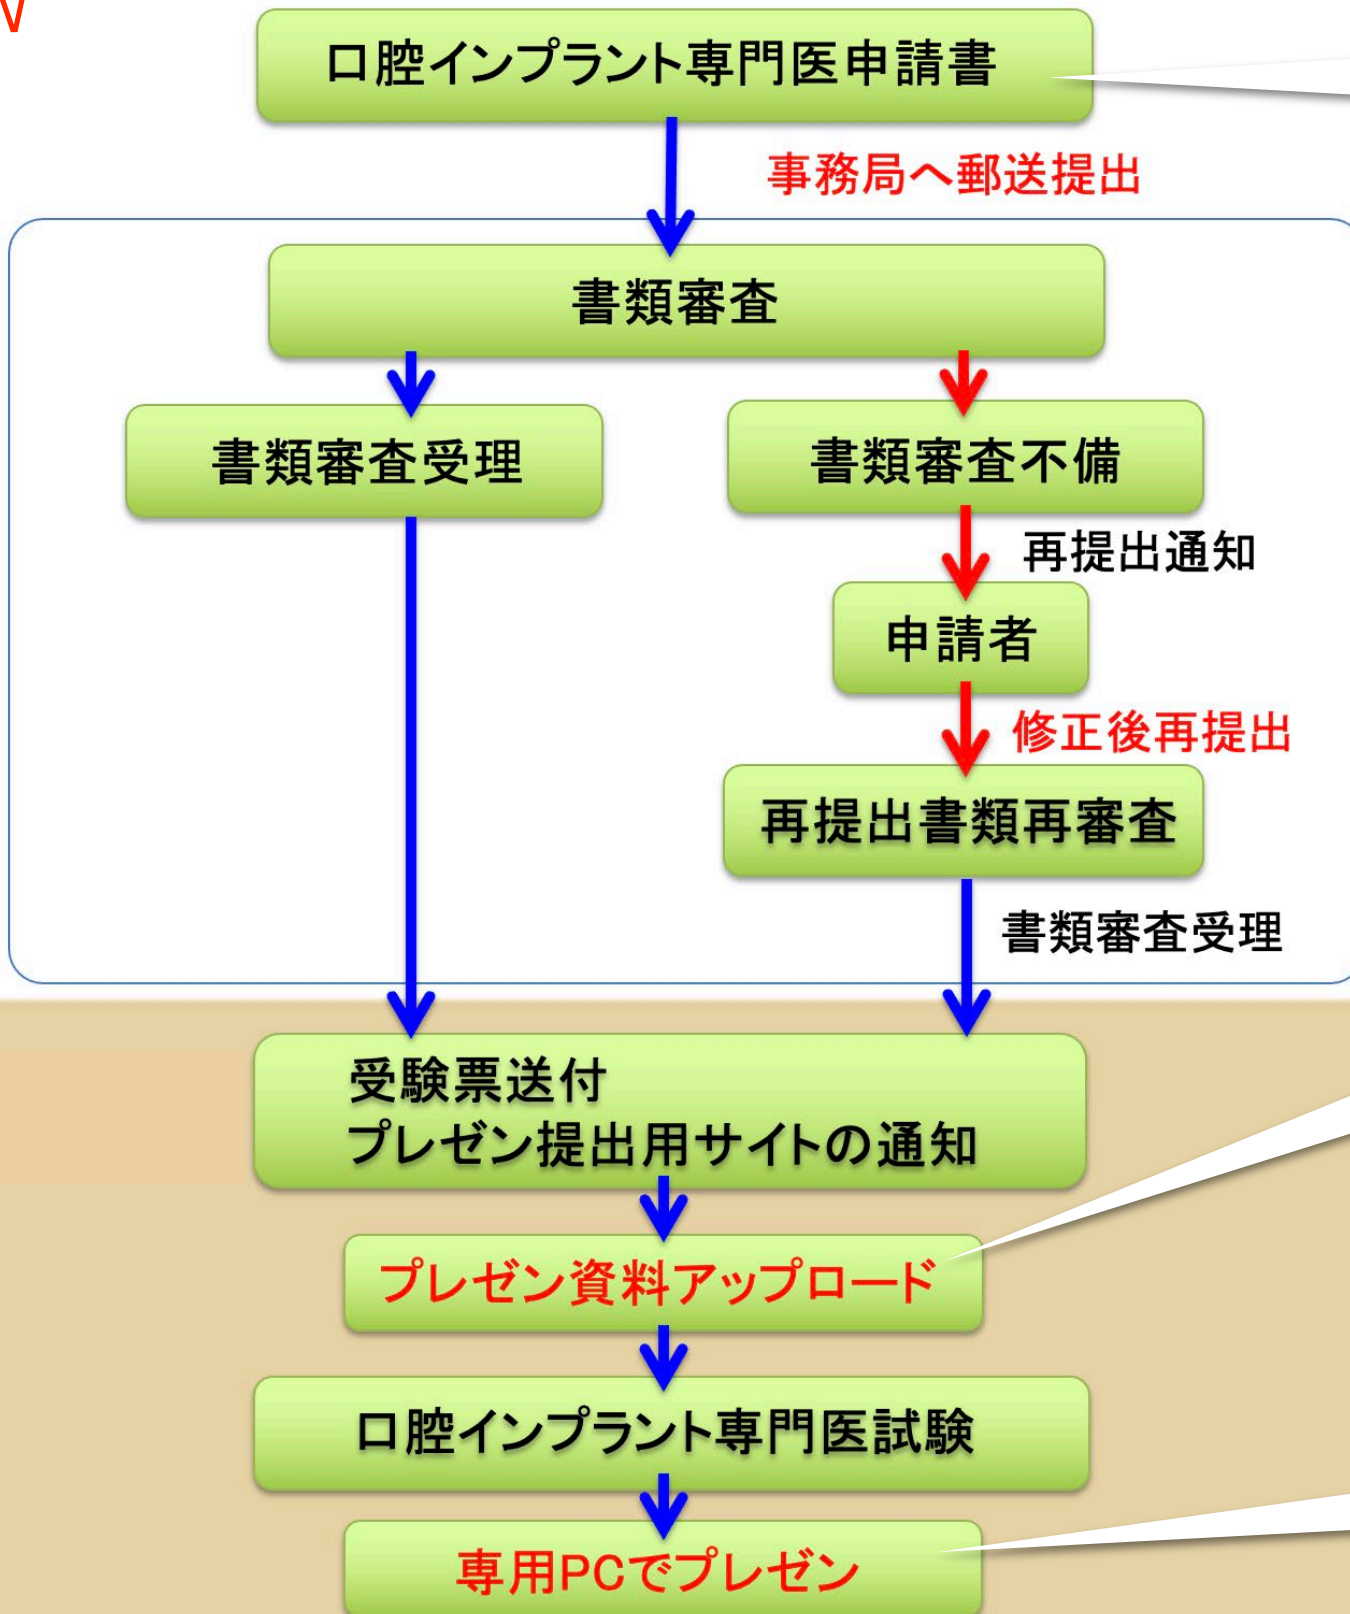 口腔インプラント専門医申請書
事務局へ郵送提出
書類審査
書類審査受理
書類審査不備
再提出通知
申請者
修正後再提出
再提出書類再審査
書類審査受理
受験票送付
プレゼン提出用サイトの通知
プレゼン資料アップロード
口腔インプラント専門医試験
専用PCでプレゼン